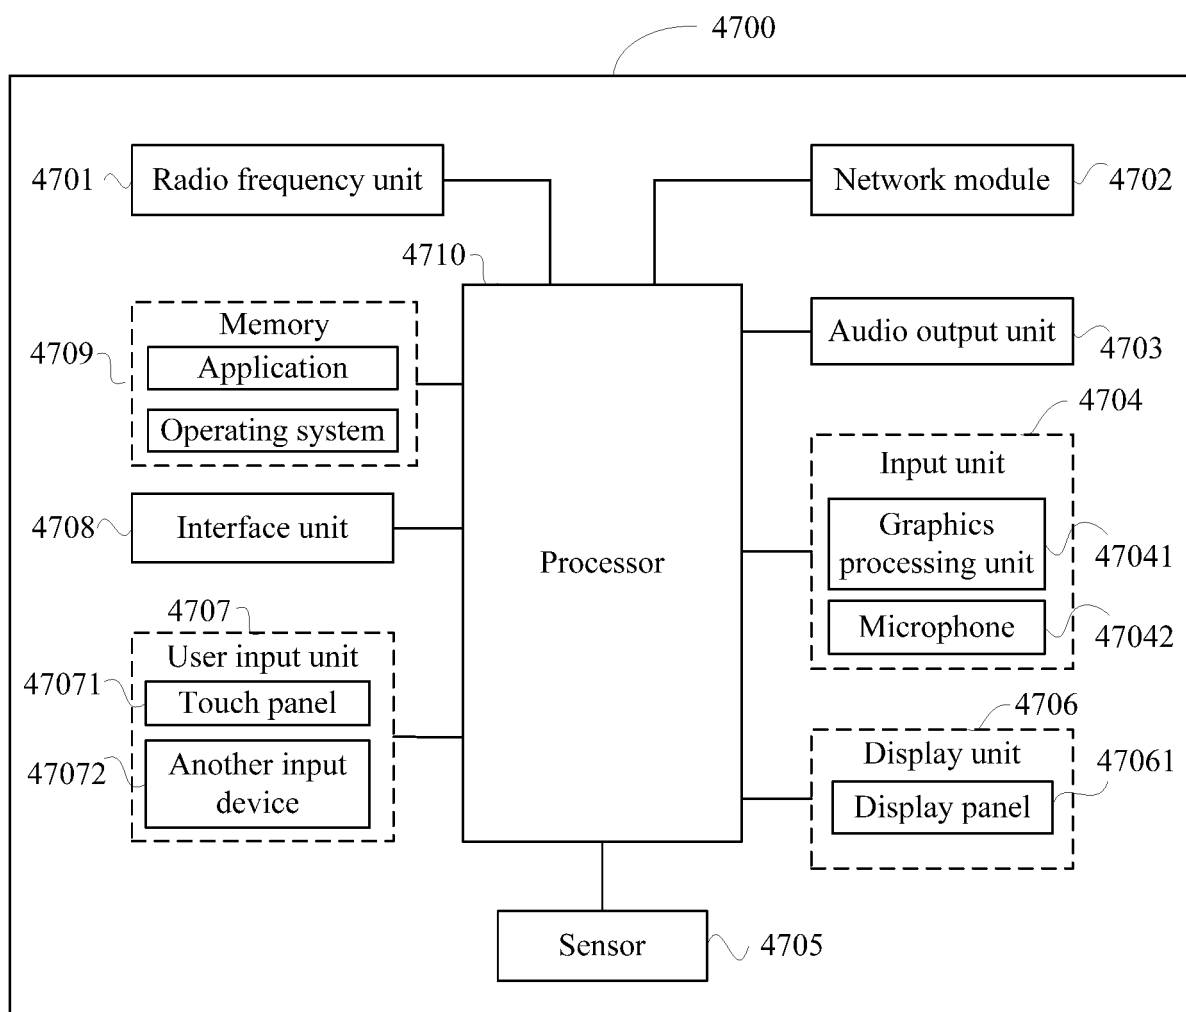 4700
4701
Radio frequency unit
Network module
4702
4710
Memory
4709
Application
Operating system
Audio output unit
4703
4704
Input unit
Graphics
processing unit
47041
Microphone
47042
4708
Interface unit
Processor
4707
User input unit
47071
Touch panel
47072
Another input
device
4706
Display unit
47061
Display panel
Sensor
4705